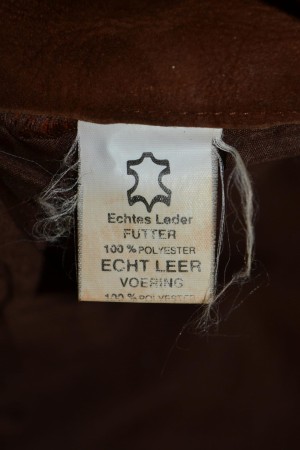 Echtes Leder
FUTTER
100 % POLYESTER
ECHT LEER
VOERING
100 % POLYESTER